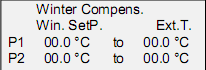 Winter Compens.
Win. SetP. Ext.T.
P1 00.0 °C to 00.0 °C
P2 00.0 °C to 00.0 °C